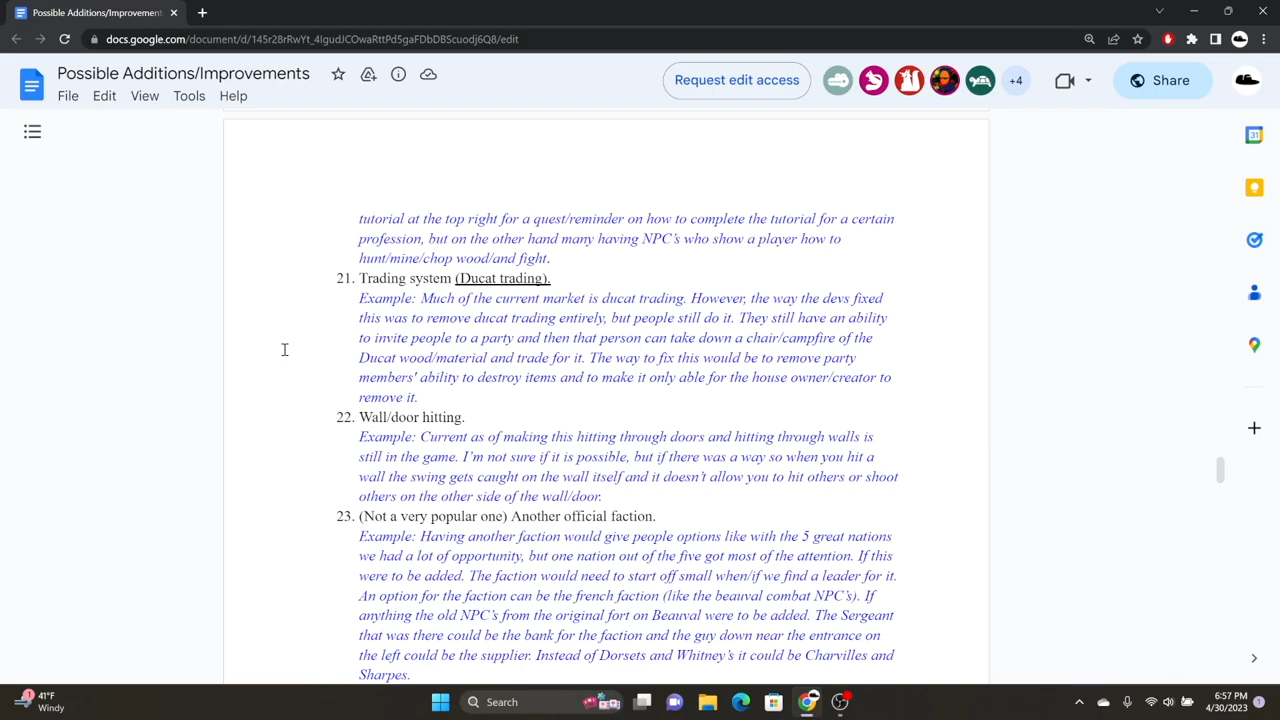 Possible Additions/Improvement
docs.google.com/document/d/145r28rRwYt_4lgudJCOwaRttPd5gaFDbDBScuodj6Q8/edit
Possible Additions/Improvements
File Edit View Tools Help
Request edit access
+4
Share
31
tutorial at the top right for a quest/reminder on how to complete the tutorial for a certain
profession, but on the other hand many having NPC's who show a player how to
hunt/mine/chop wood/and fight.
21. Trading system (Ducat trading).
Example: Much of the current market is ducat trading. However, the way the devs fixed
this was to remove ducat trading entirely, but people still do it. They still have an ability
to invite people to a party and then that person can take down a chair/campfire of the
Ducat wood/material and trade for it. The way to fix this would be to remove party
members' ability to destroy items and to make it only able for the house owner/creator to
remove it.
22. Wall/door hitting.
Example: Current as of making this hitting through doors and hitting through walls is
still in the game. I'm not sure if it is possible, but if there was a way so when you hit a
wall the swing gets caught on the wall itself and it doesn't allow you to hit others or shoot
others on the other side of the wall/door.
23. (Not a very popular one) Another official faction.
Example: Having another faction would give people options like with the 5 great nations
we had a lot of opportunity, but one nation out of the five got most of the attention. If this
were to be added. The faction would need to start off small when/if we find a leader for it.
An option for the faction can be the french faction (like the beauval combat NPC's). If
anything the old NPC's from the original fort on Beauval were to be added. The Sergeant
that was there could be the bank for the faction and the guy down near the entrance on
the left could be the supplier. Instead of Dorsets and Whitney's it could be Charvilles and
Sharpes.
1
41°F
Windy
Search
6:57 PM
4/30/2023
1